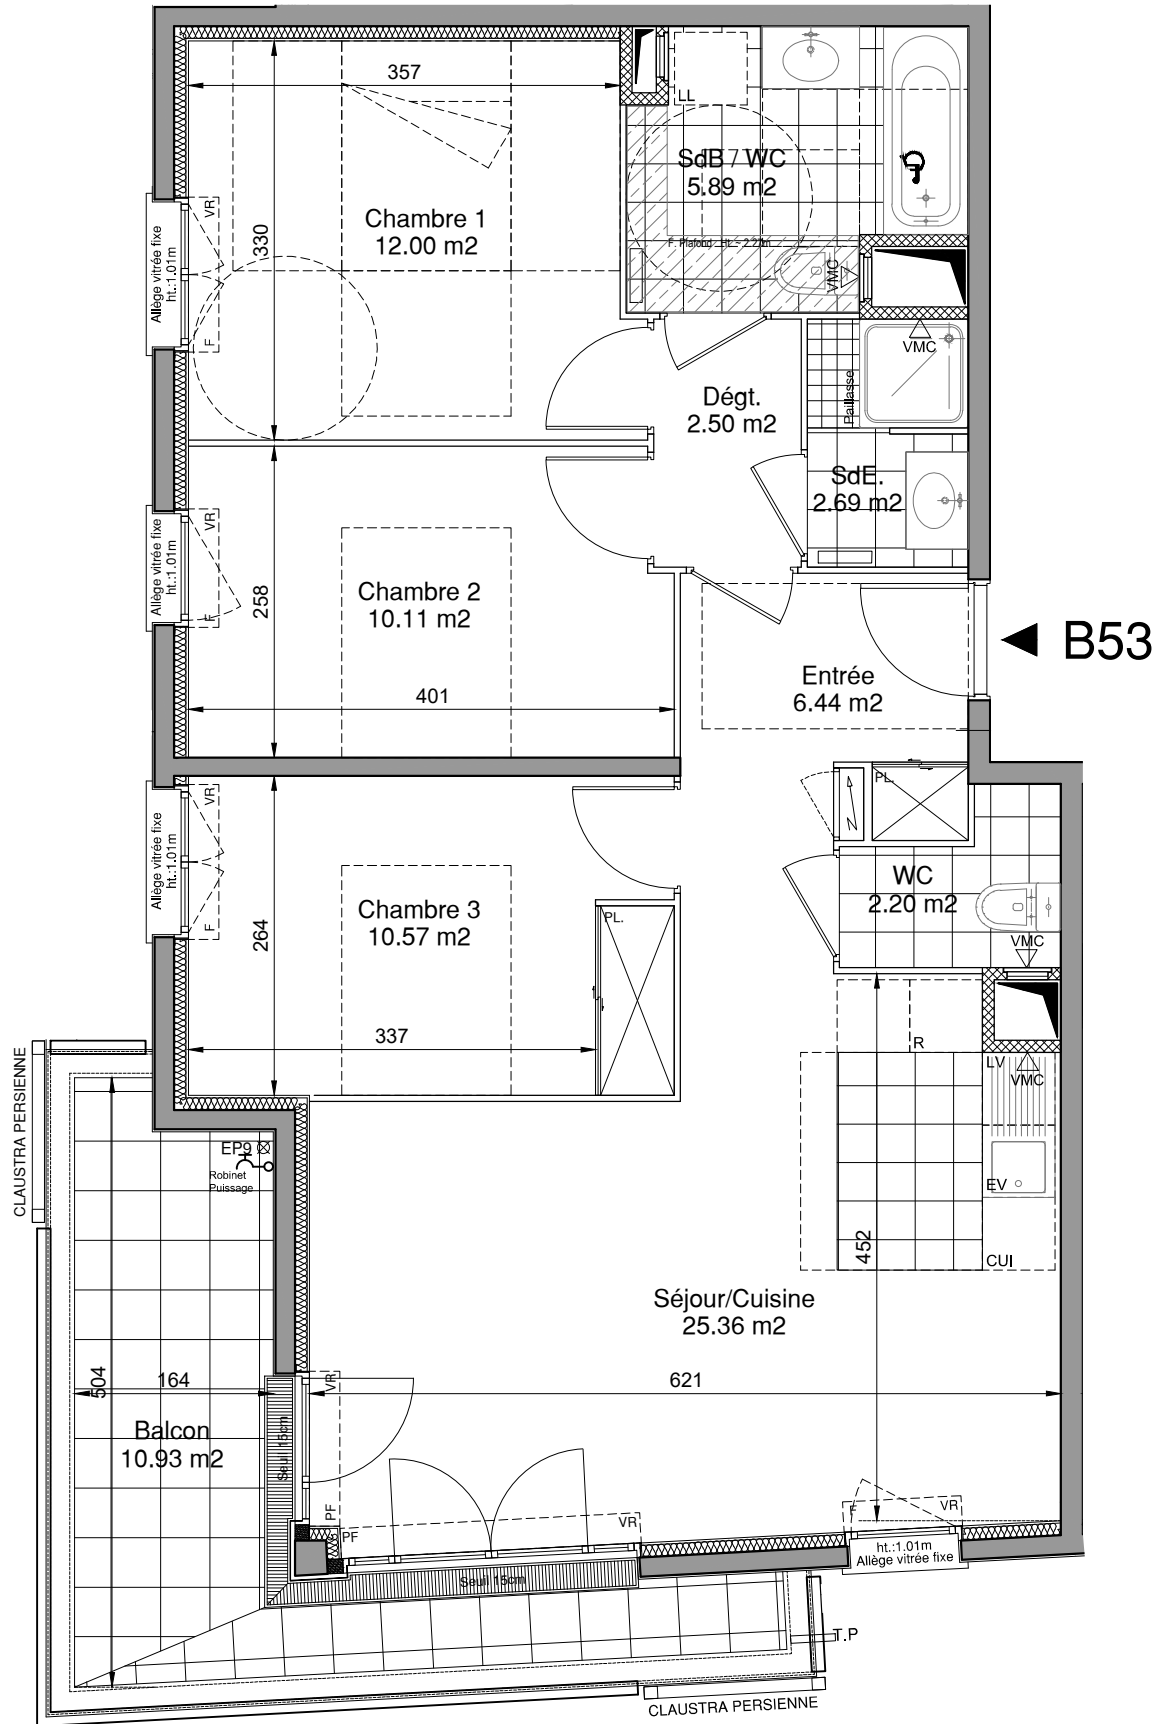 357
LL
SdB / WC
5.89 m2
VR
Allège vitrée fixe
ht.:1.01m
F
330
Chambre 1
12.00 m2
F. Plafond Ht. ~ 2.20m
VMC
VMC
Paillasse
Dégt.
2.50 m2
SdE.
2.69 m2
VR
Allège vitrée fixe
ht.:1.01m
F
258
Chambre 2
10.11 m2
401
B53
Entrée
6.44 m2
PL.
VR
Allège vitrée fixe
ht.:1.01m
F
264
Chambre 3
10.57 m2
PL.
WC
2.20 m2
VMC
337
R
LV
VMC
CLAUSTRA PERSIENNE
EP9
Robinet
Puissage
EV
452
CUI
Séjour/Cuisine
25.36 m2
504
164
VR
621
Balcon
10.93 m2
Seuil 15cm
PF
PF
VR
F
VR
ht.:1.01m
Allège vitrée fixe
Seuil 15cm
T.P
CLAUSTRA PERSIENNE